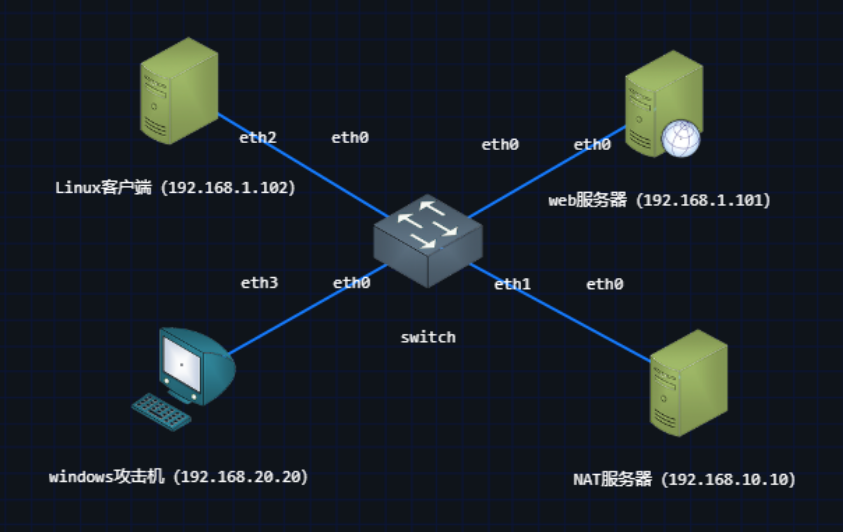 eth2 eth0 eth0 eth0
Linux客户端（192.168.1.102）
web服务器（192.168.1.101）
eth3 eth0 eth1 eth0
switch
windows攻击机（192.168.20.20）
NAT服务器（192.168.10.10）